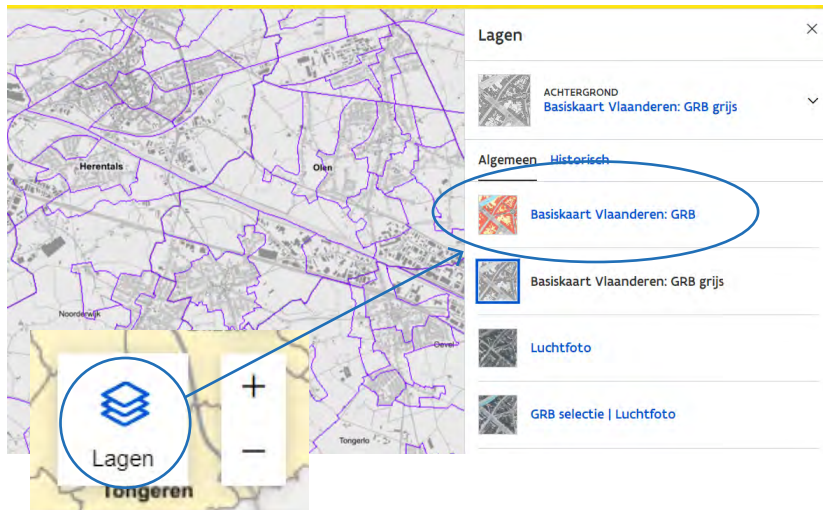 Lagen
ACHTERGROND
Basiskaart Vlaanderen: GRB grijs
Algemeen Historisch
Basiskaart Vlaanderen: GRB
Basiskaart Vlaanderen: GRB grijs
Luchtfoto
GRB selectie | Luchtfoto
Herentals
Olen
Noorderwijk
Oevel
Tongerlo
+
Lagen
−
Tongeren